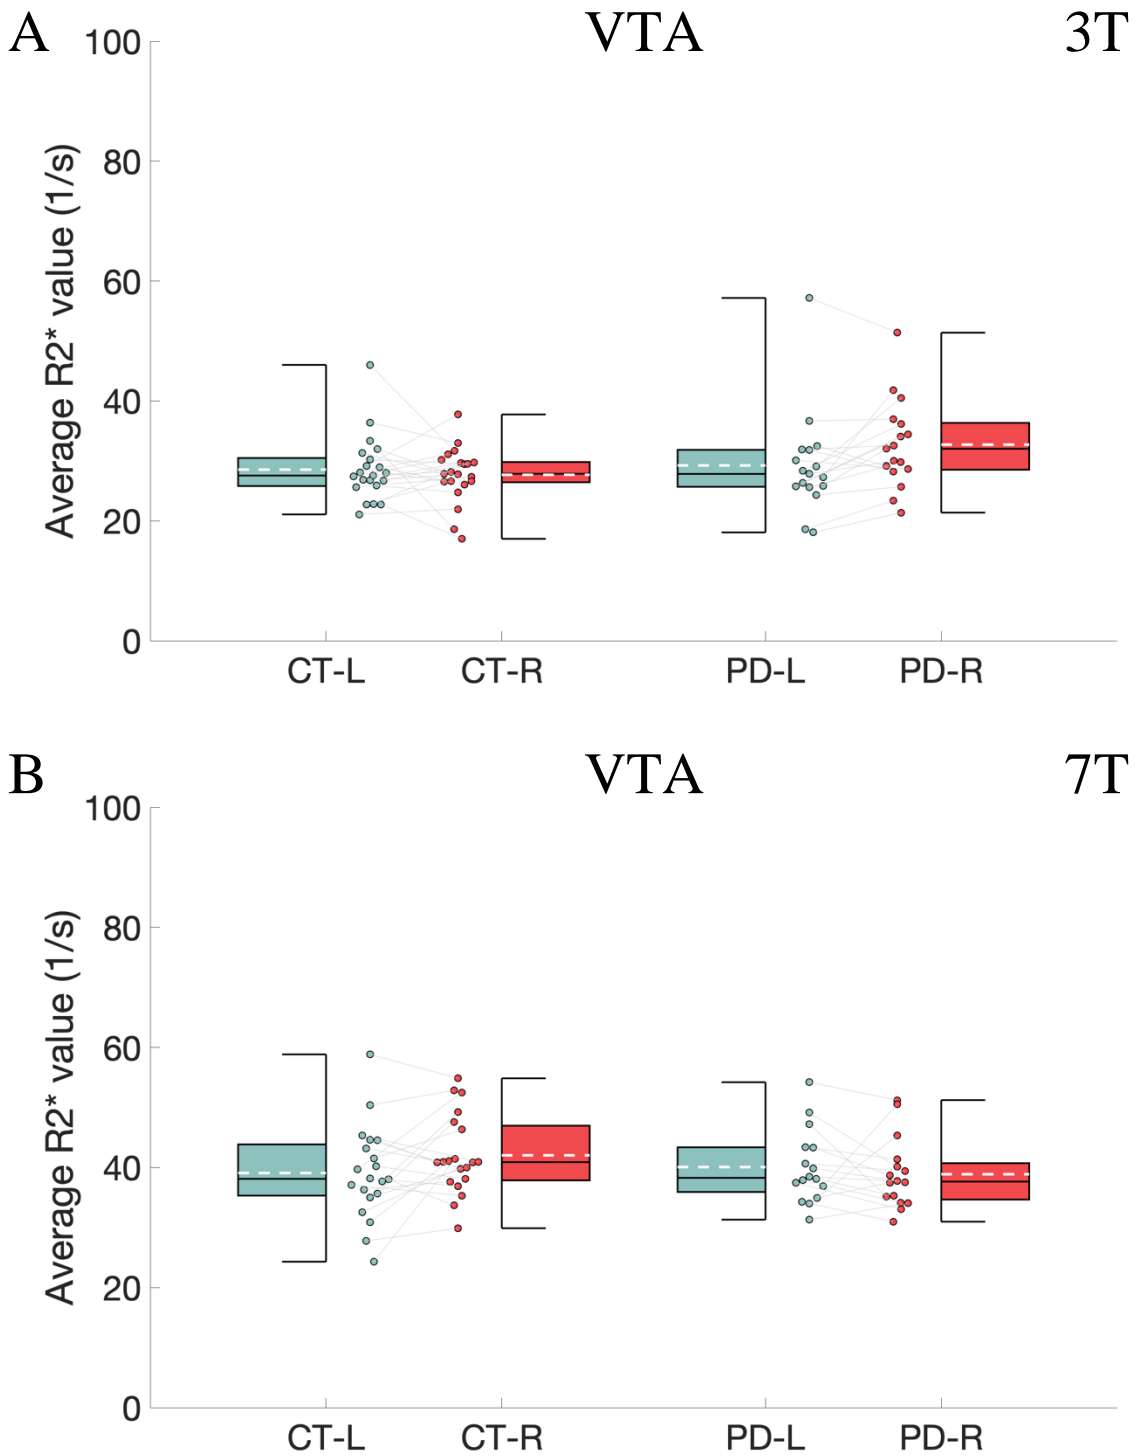 A VTA 3T
100
80
60
40
20
0
Average R2* value (1/s)
CT-L CT-R PD-L PD-R
B VTA 7T
100
80
60
40
20
0
Average R2* value (1/s)
CT-L CT-R PD-L PD-R